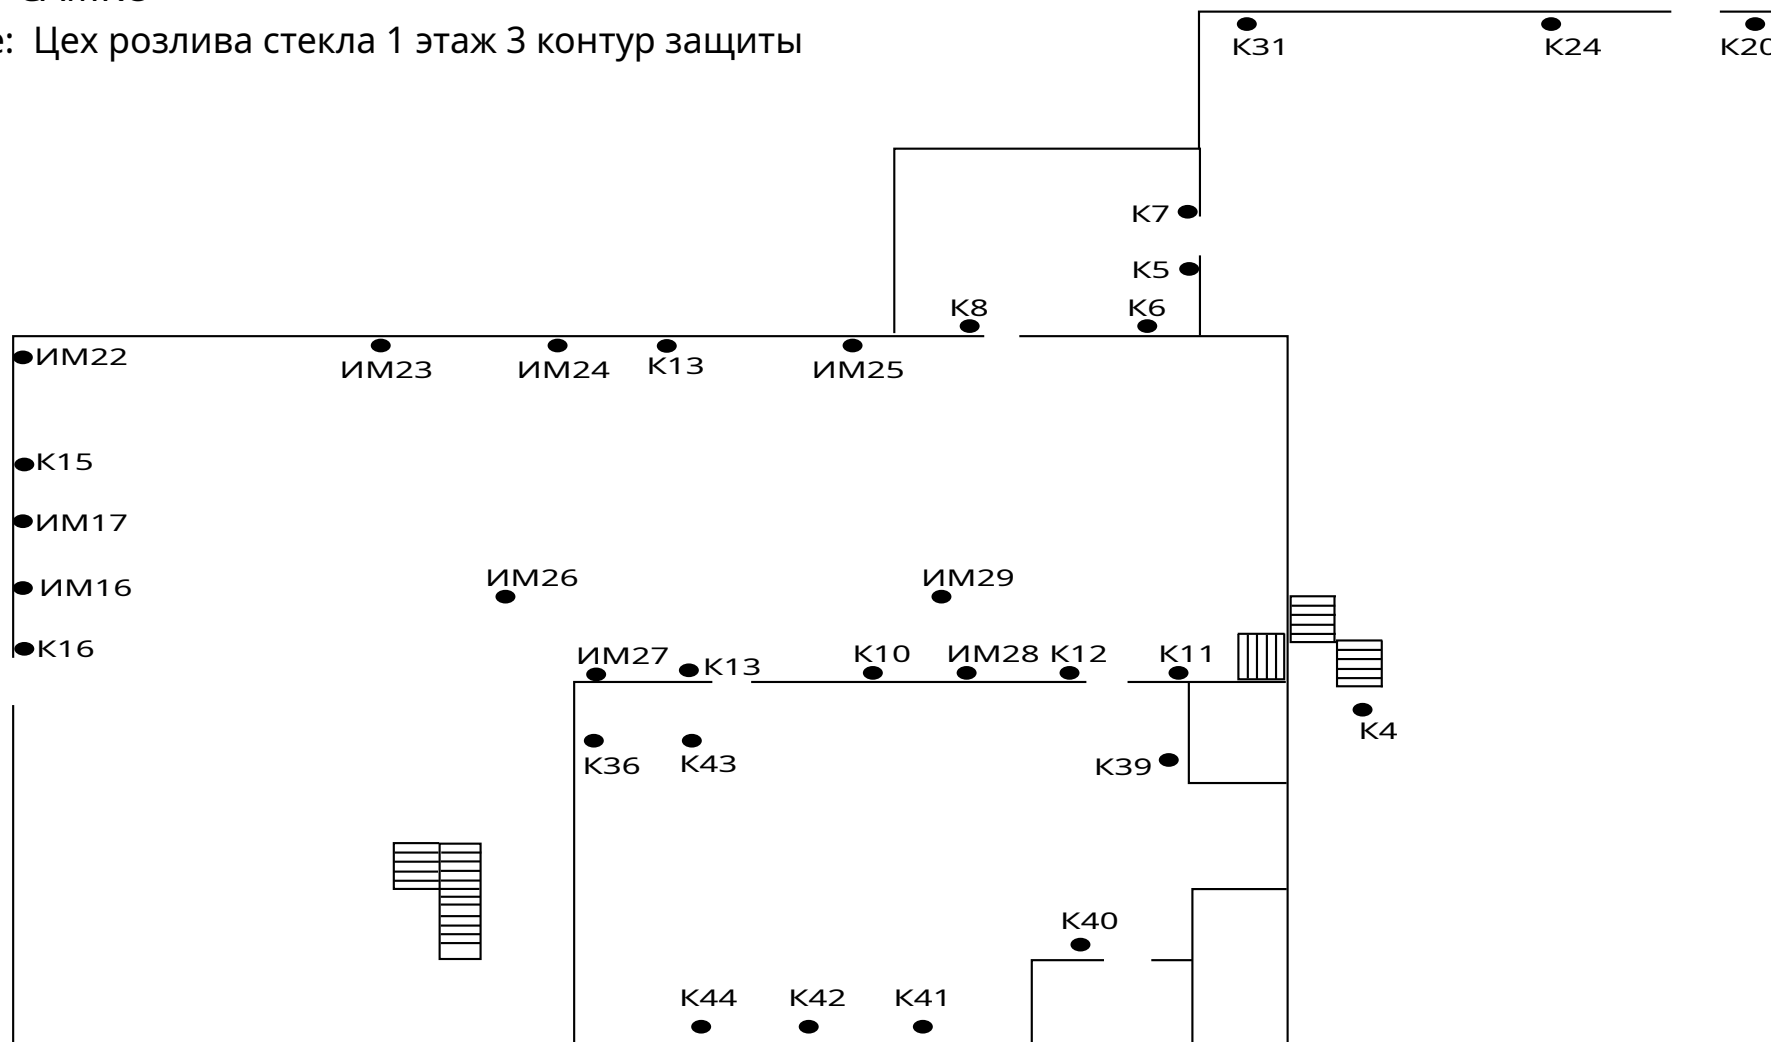 е: Цех розлива стекла 1 этаж 3 контур защиты
К31
К24
К20
К7
К5
К8
К6
ИМ22
ИМ23
ИМ24
К13
ИМ25
К15
ИМ17
ИМ16
К16
ИМ26
ИМ29
ИМ27
К13
К10
ИМ28
К12
К11
К4
К36
К43
К39
К40
К44
К42
К41